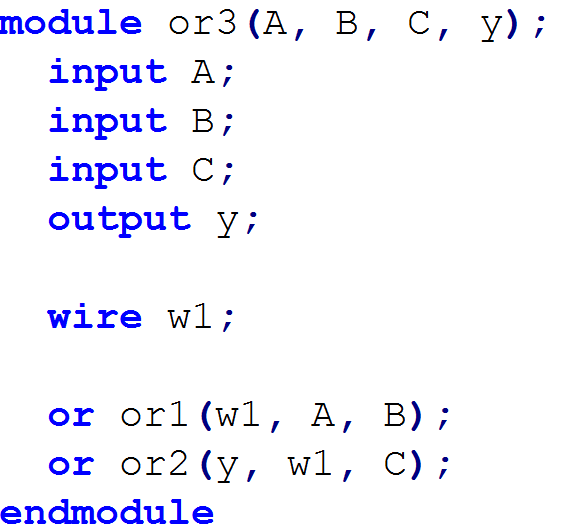 module or3(A, B, C, y);
input A;
input B;
input C;
output y;
wire w1;
or or1(w1, A, B);
or or2(y, w1, C);
endmodule